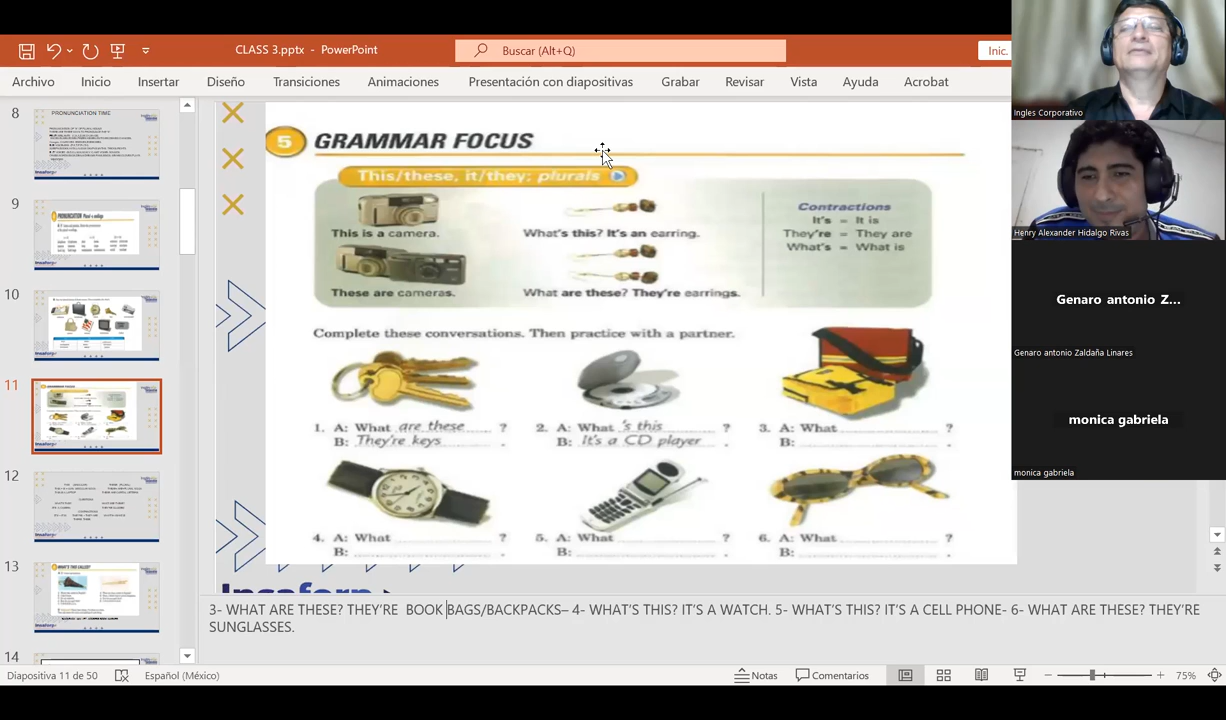 CLASS 3.pptx - PowerPoint
Buscar (Alt+Q)
Inic.
Archivo Inicio Insertar Diseño Transiciones Animaciones Presentación con diapositivas Grabar Revisar Vista Ayuda Acrobat
8
PRONUNCIATION TIME
9
10
11
12
13
WHAT'S THIS CALLED?
14
5 GRAMMAR FOCUS
This/these, it/they; plurals
This is a camera.
What's this? It's an earring.
These are cameras.
What are these? They're earrings.
Contractions
It's = It is
They're = They are
What's = What is
Complete these conversations. Then practice with a partner.
1. A: What are these ?
B: They're keys .
2. A: What 's this ?
B: It's a CD player .
3. A: What ?
B: .
4. A: What ?
B: .
5. A: What ?
B: .
6. A: What ?
B: .
Insaforp
3- WHAT ARE THESE? THEY'RE BOOK BAGS/BACKPACKS– 4- WHAT'S THIS? IT'S A WATCH. 5- WHAT'S THIS? IT'S A CELL PHONE- 6- WHAT ARE THESE? THEY'RE
SUNGLASSES.
Diapositiva 11 de 50 Español (México) Notas Comentarios 75%
Ingles Corporativo
Henry Alexander Hidalgo Rivas
Genaro antonio Z...
Genaro antonio Zaldaña Linares
monica gabriela
monica gabriela